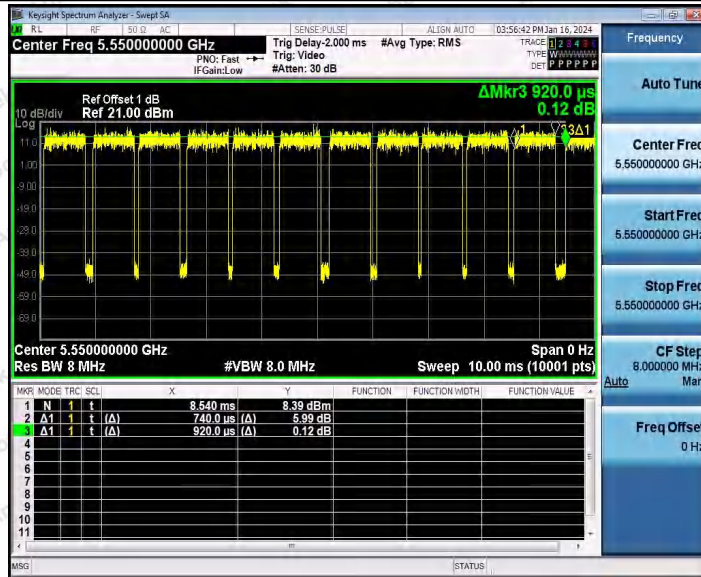 Keysight Spectrum Analyzer - Swept SA
RL RF 50 Ω AC SENSE:PULSE ALIGN AUTO 03:56:42 PM Jan 16, 2024
Center Freq 5.550000000 GHz
PNO: Fast
IFGain:Low
Trig Delay-2.000 ms
Trig: Video
#Atten: 30 dB
#Avg Type: RMS
TRACE 1 2 3 4 5 6
TYPE WWWWWW
DET P P P P P P
Ref Offset 1 dB
Ref 21.00 dBm
10 dB/div
Log
ΔMkr3 920.0 µs
0.12 dB
11.0
1.00
-9.00
-19.0
-29.0
-39.0
-49.0
-59.0
-69.0
1
3Δ1
Center 5.550000000 GHz Span 0 Hz
Res BW 8 MHz #VBW 8.0 MHz Sweep 10.00 ms (10001 pts)
MKR MODE TRC SCL X Y FUNCTION FUNCTION WIDTH FUNCTION VALUE
1 N 1 t 8.540 ms 8.39 dBm
2 Δ1 1 t (Δ) 740.0 µs (Δ) 5.99 dB
3 Δ1 1 t (Δ) 920.0 µs (Δ) 0.12 dB
4
5
6
7
8
9
10
11
MSG STATUS
Frequency
Auto Tune
Center Freq
5.550000000 GHz
Start Freq
5.550000000 GHz
Stop Freq
5.550000000 GHz
CF Step
8.000000 MHz
Auto Man
Freq Offset
0 Hz